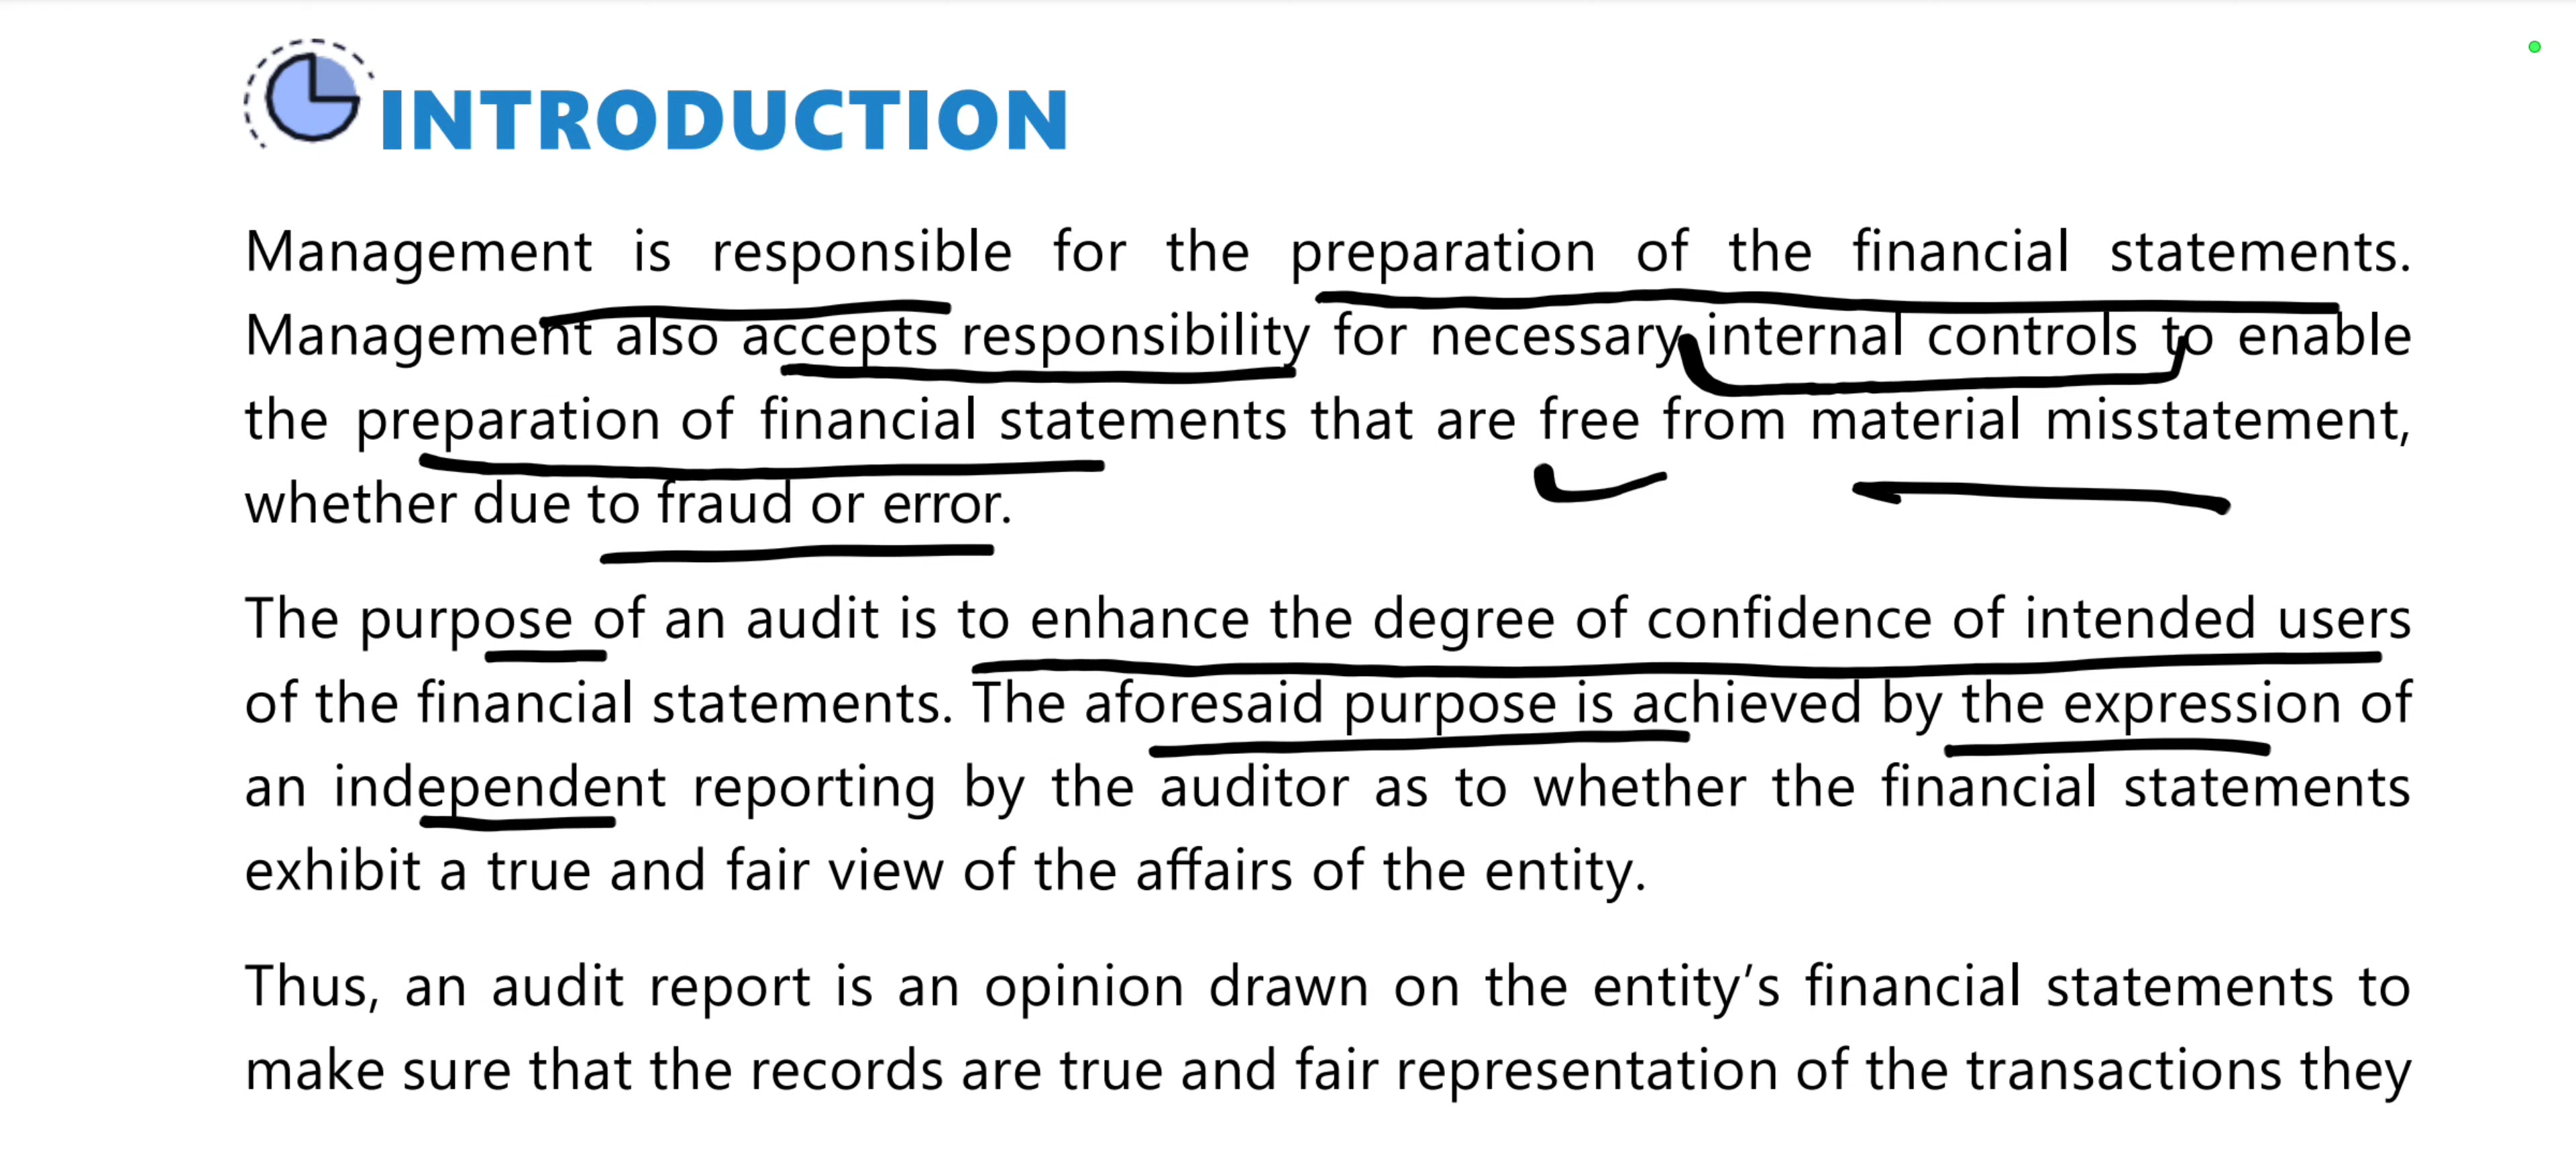 INTRODUCTION
Management is responsible for the preparation of the financial statements.
Management also accepts responsibility for necessary internal controls to enable
the preparation of financial statements that are free from material misstatement,
whether due to fraud or error.
The purpose of an audit is to enhance the degree of confidence of intended users
of the financial statements. The aforesaid purpose is achieved by the expression of
an independent reporting by the auditor as to whether the financial statements
exhibit a true and fair view of the affairs of the entity.
Thus, an audit report is an opinion drawn on the entity’s financial statements to
make sure that the records are true and fair representation of the transactions they